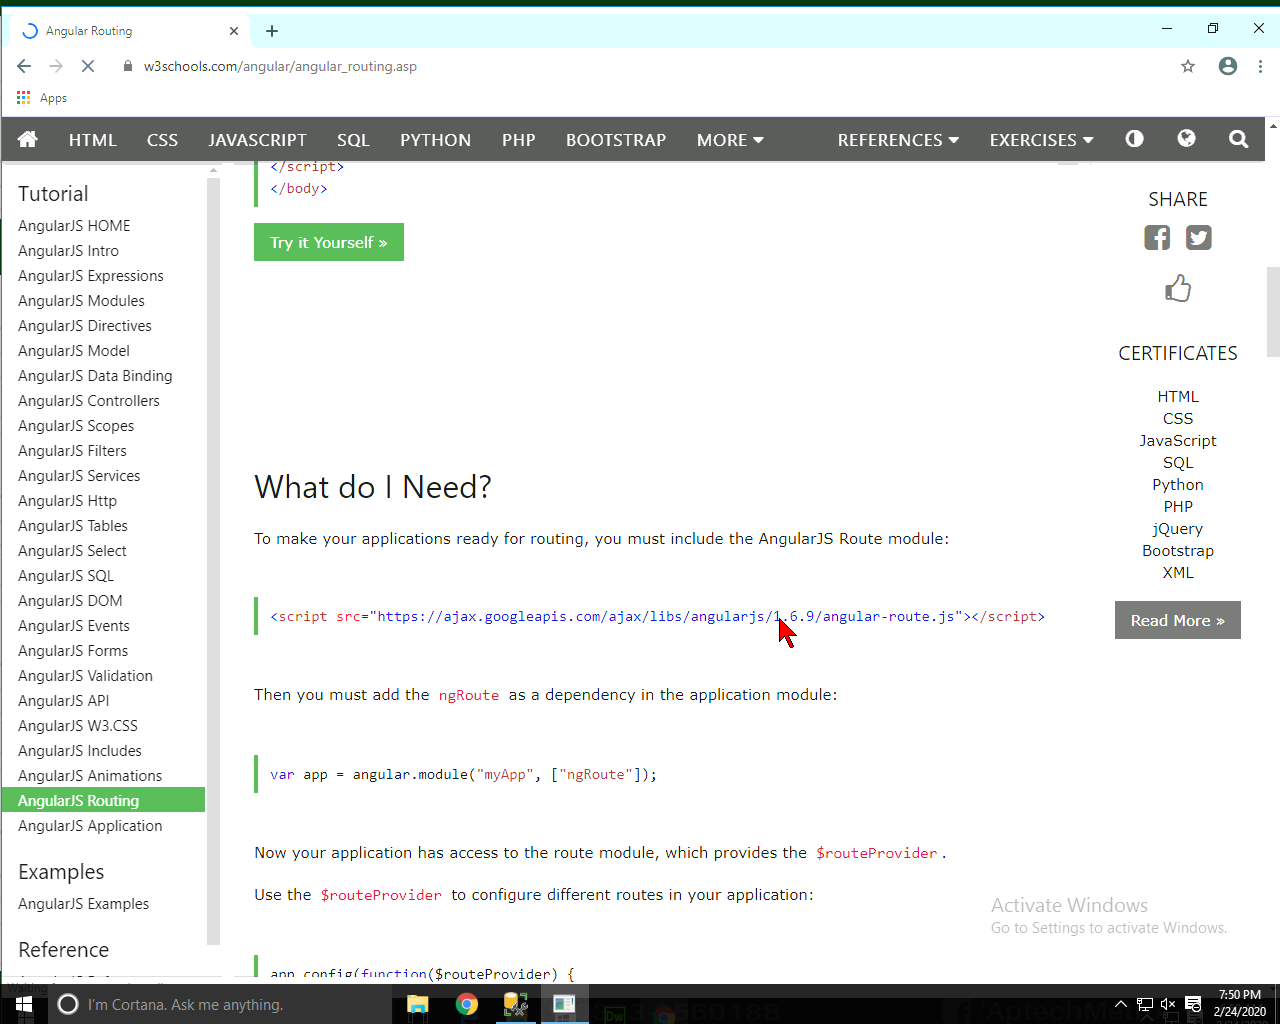 Angular Routing
w3schools.com/angular/angular_routing.asp
Apps
HTML CSS JAVASCRIPT SQL PYTHON PHP BOOTSTRAP MORE REFERENCES EXERCISES
Tutorial
AngularJS HOME
AngularJS Intro
AngularJS Expressions
AngularJS Modules
AngularJS Directives
AngularJS Model
AngularJS Data Binding
AngularJS Controllers
AngularJS Scopes
AngularJS Filters
AngularJS Services
AngularJS Http
AngularJS Tables
AngularJS Select
AngularJS SQL
AngularJS DOM
AngularJS Events
AngularJS Forms
AngularJS Validation
AngularJS API
AngularJS W3.CSS
AngularJS Includes
AngularJS Animations
AngularJS Routing
AngularJS Application
Examples
AngularJS Examples
Reference
</script>
</body>
Try it Yourself »
What do I Need?
To make your applications ready for routing, you must include the AngularJS Route module:
<script src="https://ajax.googleapis.com/ajax/libs/angularjs/1.6.9/angular-route.js"></script>
Then you must add the ngRoute as a dependency in the application module:
var app = angular.module("myApp", ["ngRoute"]);
Now your application has access to the route module, which provides the $routeProvider.
Use the $routeProvider to configure different routes in your application:
app.config(function($routeProvider) {
SHARE
CERTIFICATES
HTML
CSS
JavaScript
SQL
Python
PHP
jQuery
Bootstrap
XML
Read More »
Activate Windows
Go to Settings to activate Windows.
I'm Cortana. Ask me anything.
7:50 PM
2/24/2020